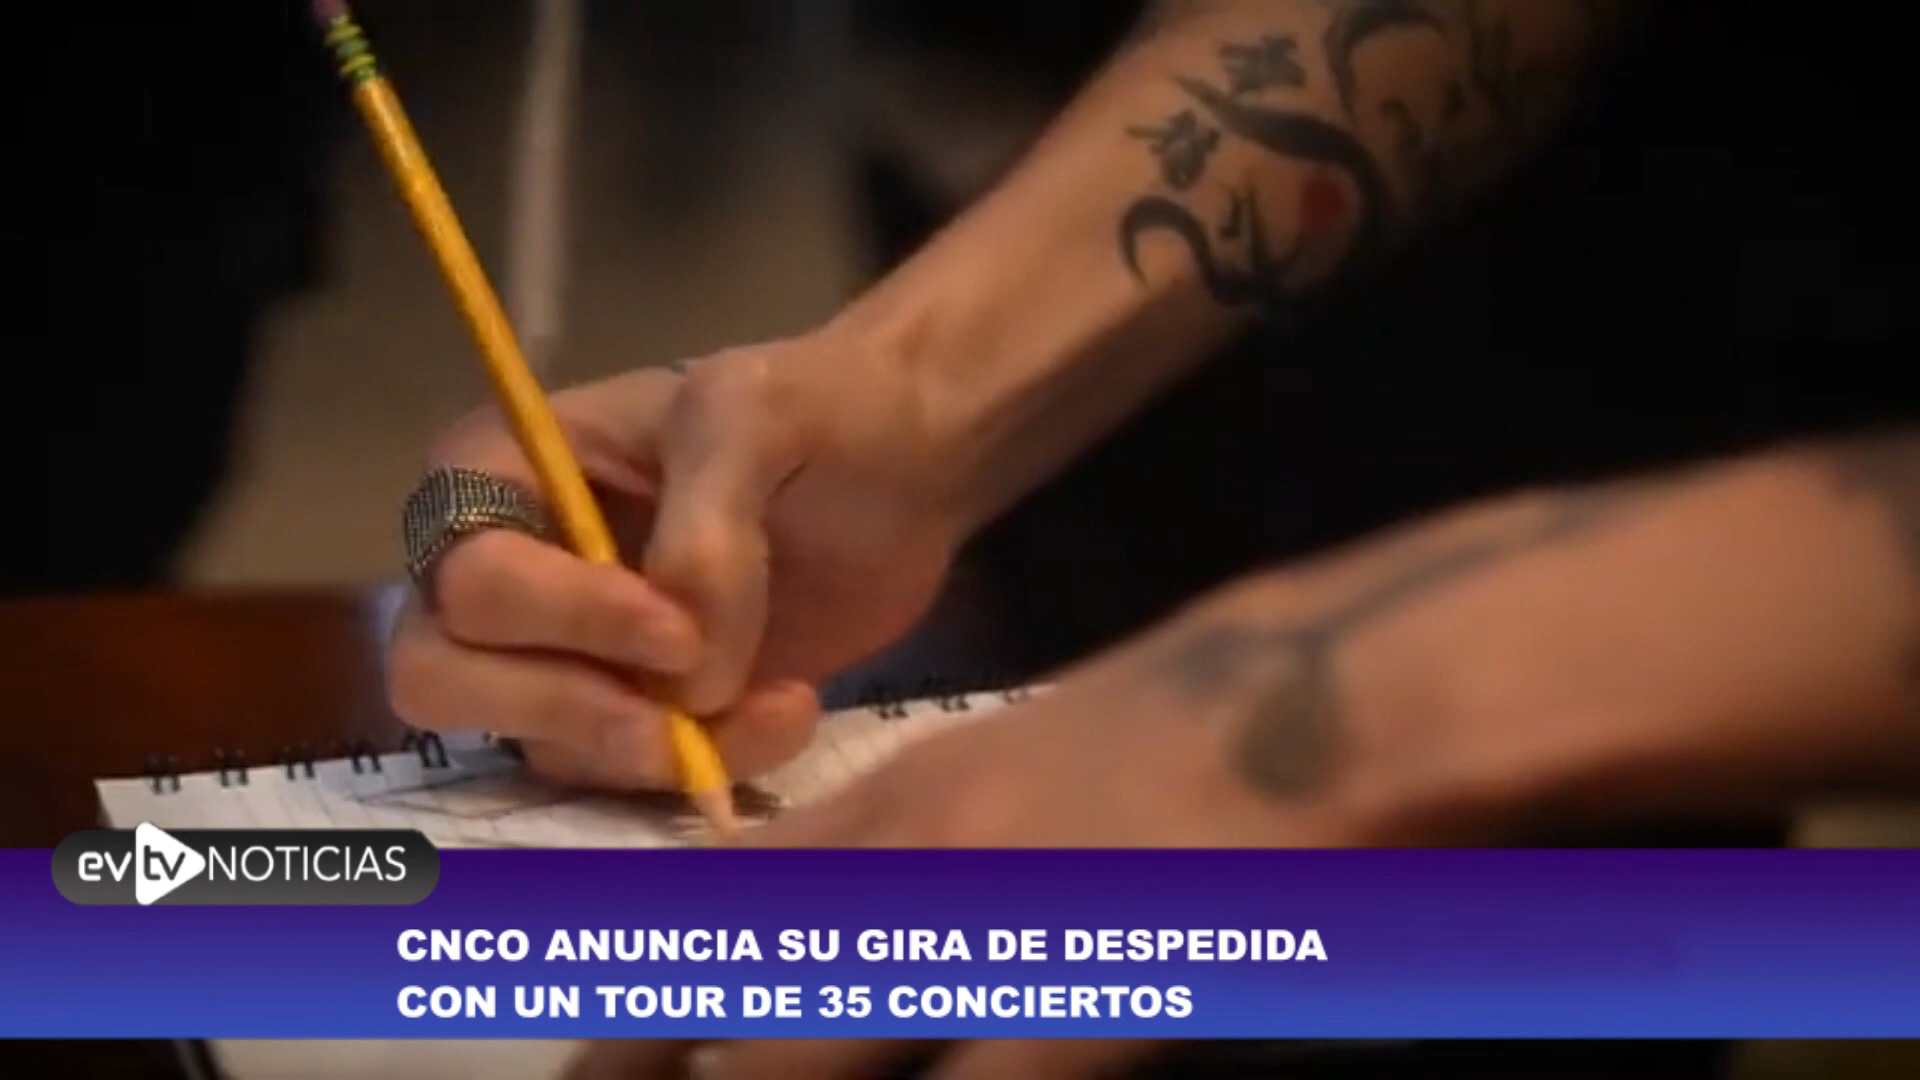 evtv NOTICIAS
CNCO ANUNCIA SU GIRA DE DESPEDIDA
CON UN TOUR DE 35 CONCIERTOS